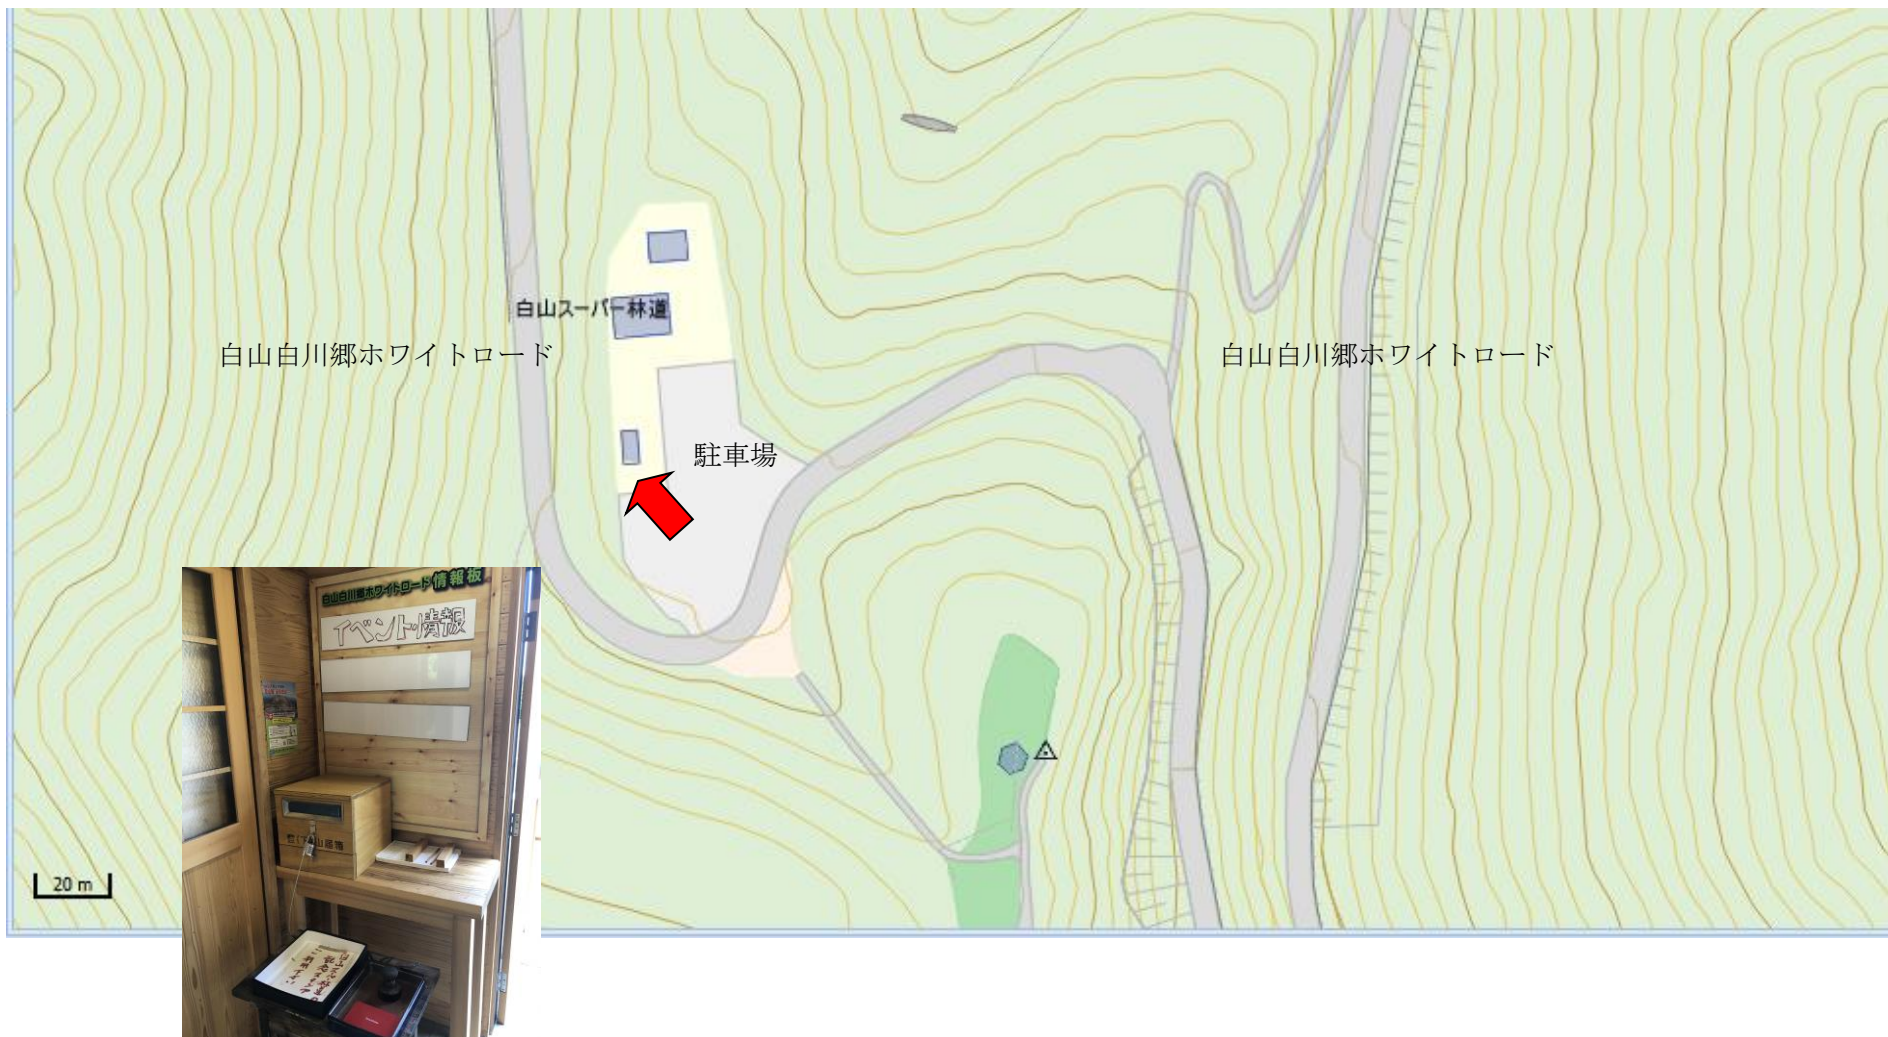 白山スーパー林道
白山白川郷ホワイトロード
白山白川郷ホワイトロード
駐車場
20 m
白山白川郷ホワイトロード情報板
イベント情報